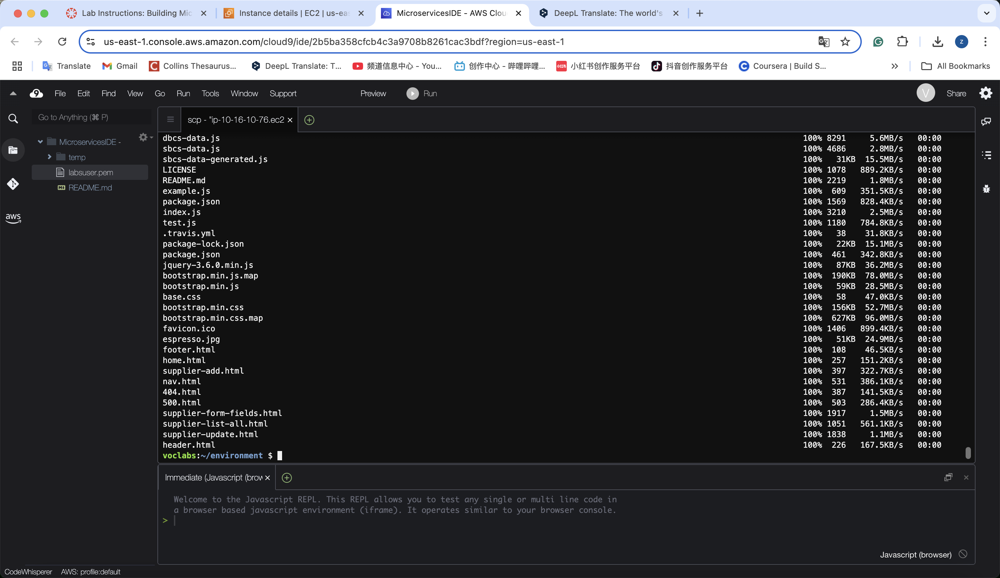 Lab Instructions: Building Mic
Instance details | EC2 | us-eas
MicroservicesIDE - AWS Clou
DeepL Translate: The world's
us-east-1.console.aws.amazon.com/cloud9/ide/2b5ba358cfcb4c3a9708b8261cac3bdf?region=us-east-1
Z
Translate
Gmail
Collins Thesaurus...
DeepL Translate: T...
频道信息中心 - You...
创作中心 - 哔哩哔哩...
小红书 小红书创作服务平台
抖音创作服务平台
Coursera | Build S...
All Bookmarks
9 File Edit Find View Go Run Tools Window Support Preview Run V Share
Go to Anything (⌘ P)
scp - "ip-10-16-10-76.ec2
MicroservicesIDE -
temp
labsuser.pem
README.md
aws
dbcs-data.js 100% 8291 5.6MB/s 00:00
sbcs-data.js 100% 4686 2.8MB/s 00:00
sbcs-data-generated.js 100% 31KB 15.5MB/s 00:00
LICENSE 100% 1078 889.2KB/s 00:00
README.md 100% 2219 1.8MB/s 00:00
example.js 100% 609 351.5KB/s 00:00
package.json 100% 1569 828.4KB/s 00:00
index.js 100% 3210 2.5MB/s 00:00
test.js 100% 1180 784.8KB/s 00:00
.travis.yml 100% 38 31.8KB/s 00:00
package-lock.json 100% 22KB 15.1MB/s 00:00
package.json 100% 461 342.8KB/s 00:00
jquery-3.6.0.min.js 100% 87KB 36.2MB/s 00:00
bootstrap.min.js.map 100% 190KB 78.0MB/s 00:00
bootstrap.min.js 100% 59KB 28.5MB/s 00:00
base.css 100% 58 47.0KB/s 00:00
bootstrap.min.css 100% 156KB 52.7MB/s 00:00
bootstrap.min.css.map 100% 627KB 96.0MB/s 00:00
favicon.ico 100% 1406 899.4KB/s 00:00
espresso.jpg 100% 51KB 24.9MB/s 00:00
footer.html 100% 108 46.5KB/s 00:00
home.html 100% 257 151.2KB/s 00:00
supplier-add.html 100% 397 322.7KB/s 00:00
nav.html 100% 531 386.1KB/s 00:00
404.html 100% 387 141.5KB/s 00:00
500.html 100% 503 286.4KB/s 00:00
supplier-form-fields.html 100% 1917 1.5MB/s 00:00
supplier-list-all.html 100% 1051 561.1KB/s 00:00
supplier-update.html 100% 1838 1.1MB/s 00:00
header.html 100% 226 167.5KB/s 00:00
voclabs:~/environment $
Immediate (Javascript (brow
Welcome to the Javascript REPL. This REPL allows you to test any single or multi line code in
a browser based javascript environment (iframe). It operates similar to your browser console.
>
Javascript (browser)
CodeWhisperer AWS: profile:default